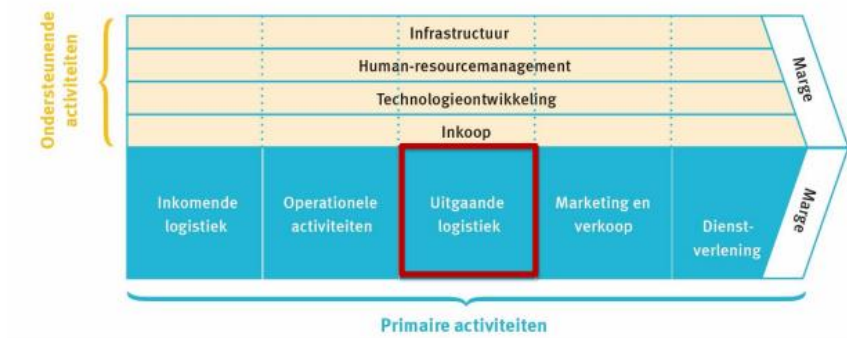 Ondersteunende
activiteiten
Infrastructuur
Human-resourcemanagement
Technologieontwikkeling
Inkoop
Marge
Inkomende
logistiek
Operationele
activiteiten
Uitgaande
logistiek
Marketing en
verkoop
Dienst-
verlening
Marge
Primaire activiteiten